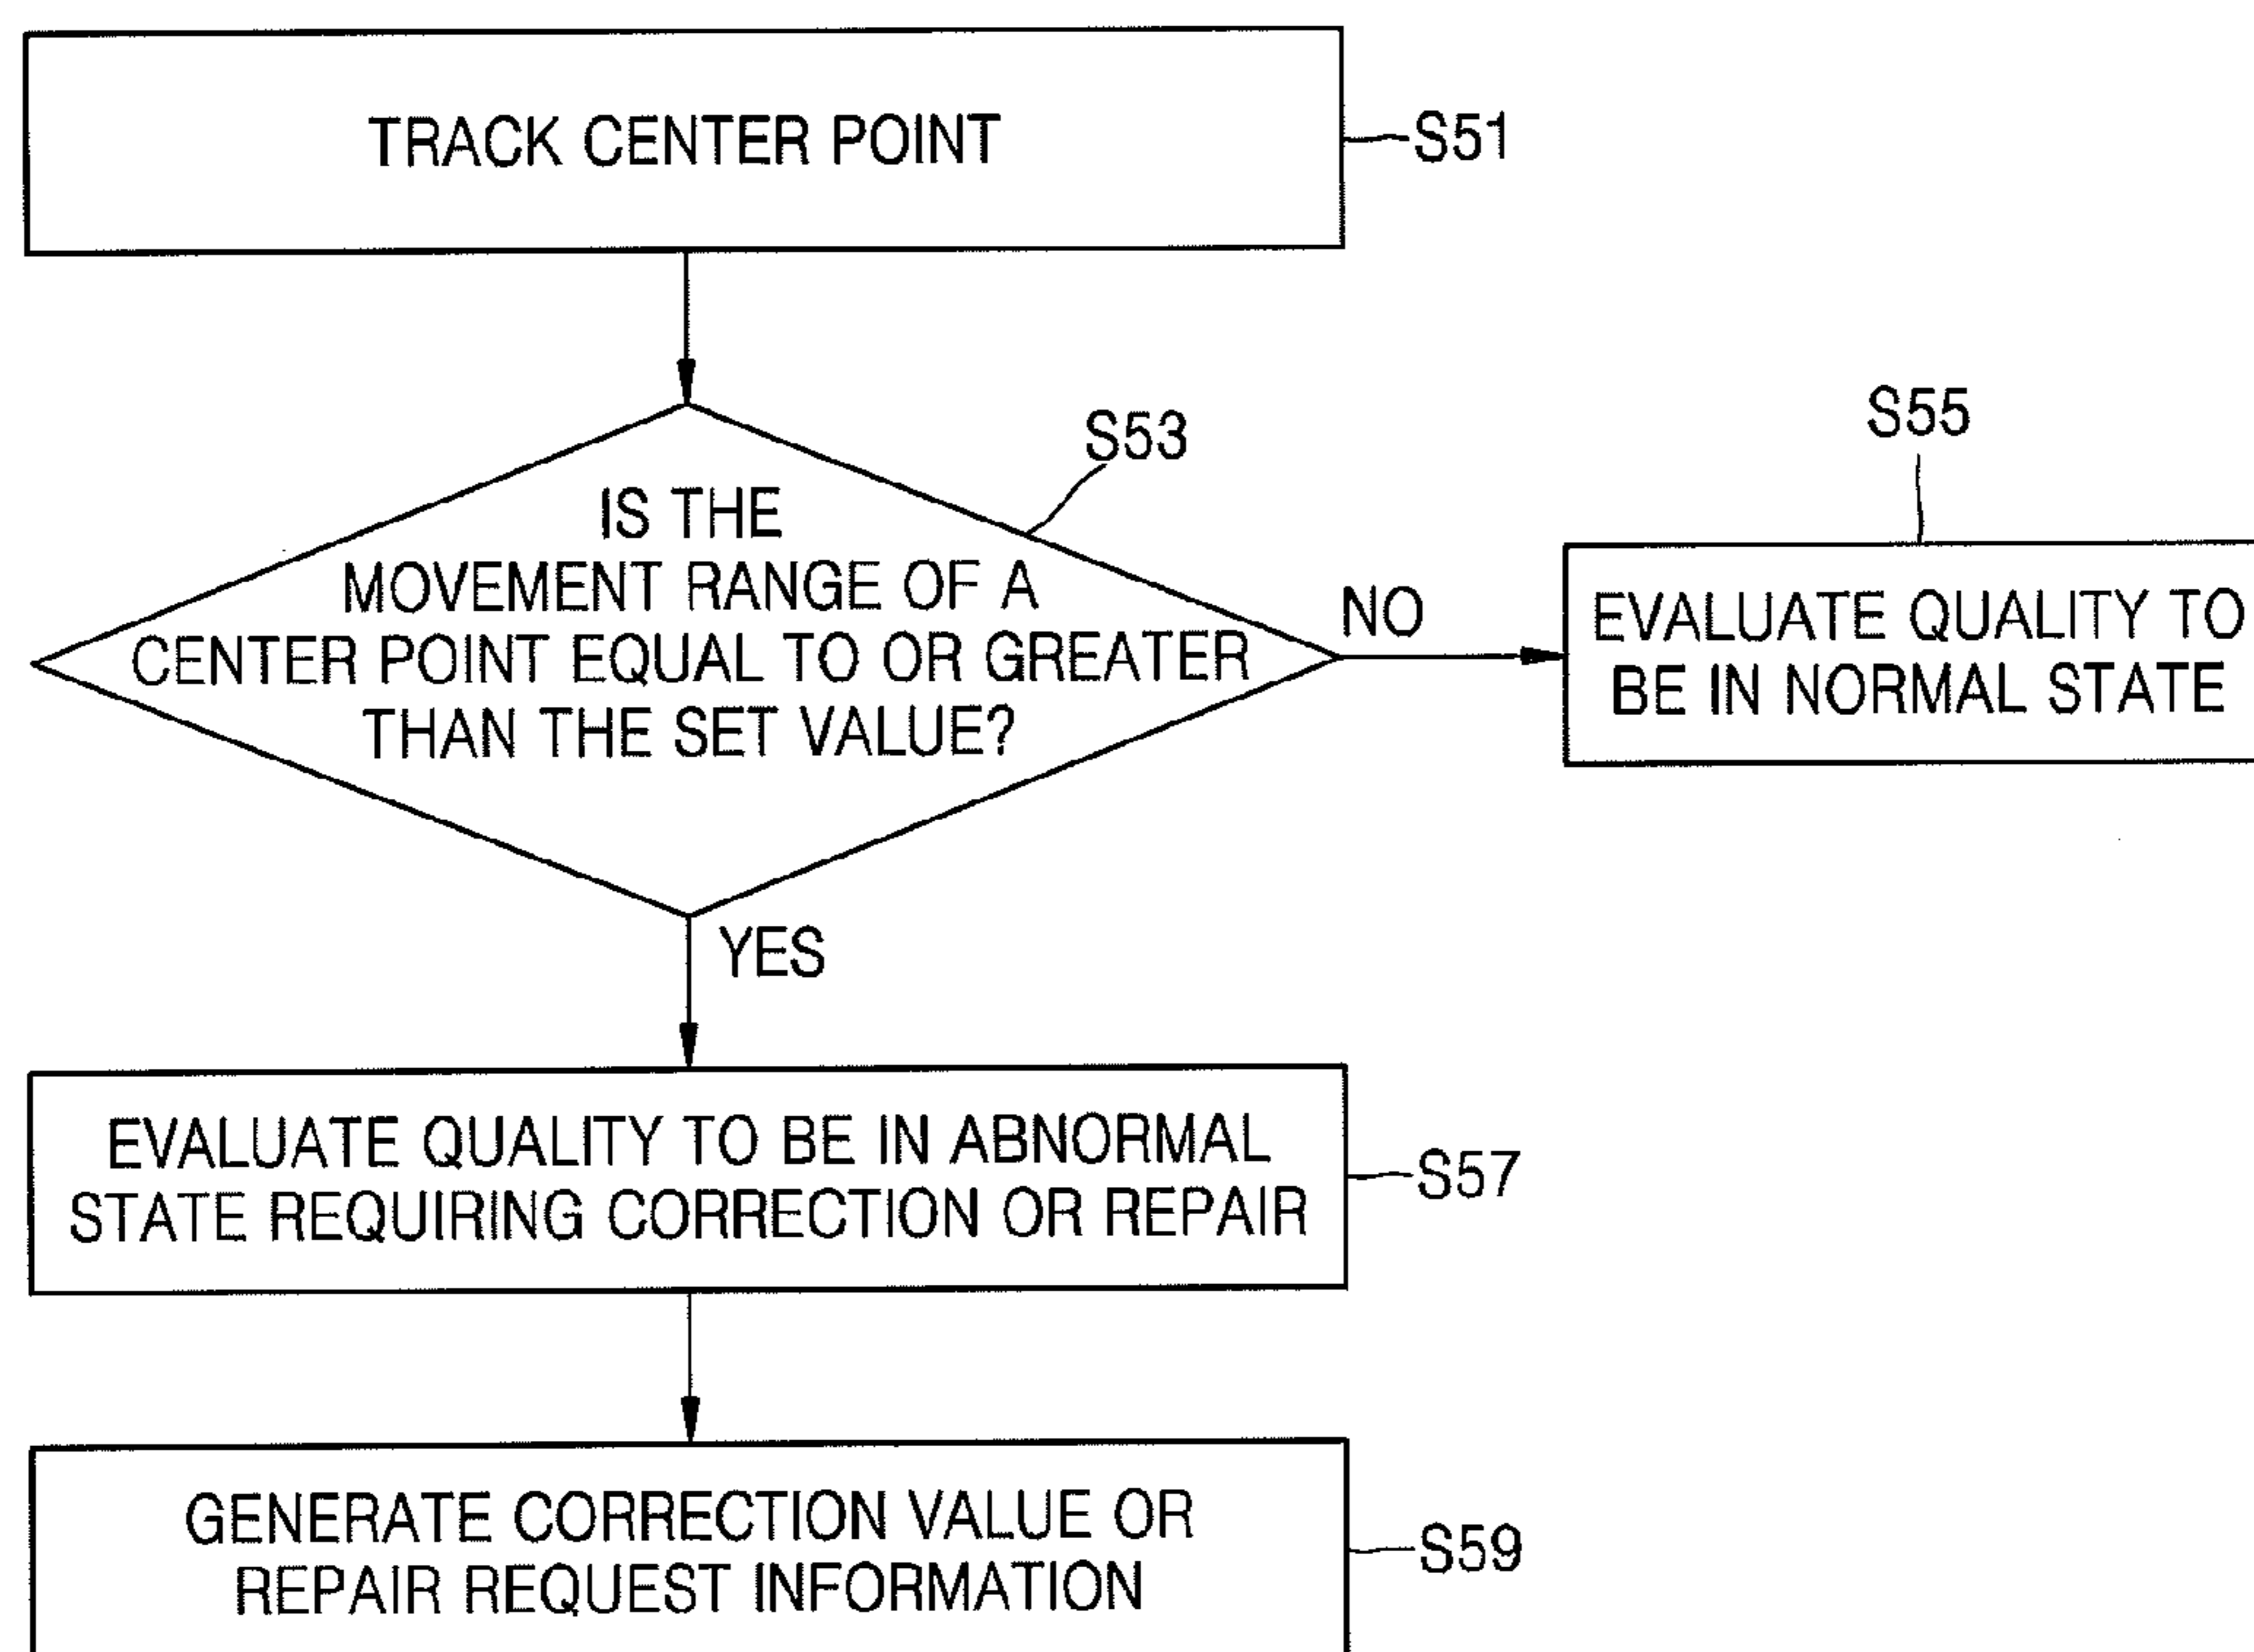 TRACK CENTER POINT
S51
S53
IS THE
MOVEMENT RANGE OF A
CENTER POINT EQUAL TO OR GREATER
THAN THE SET VALUE?
NO
S55
EVALUATE QUALITY TO
BE IN NORMAL STATE
YES
EVALUATE QUALITY TO BE IN ABNORMAL
STATE REQUIRING CORRECTION OR REPAIR
S57
GENERATE CORRECTION VALUE OR
REPAIR REQUEST INFORMATION
S59